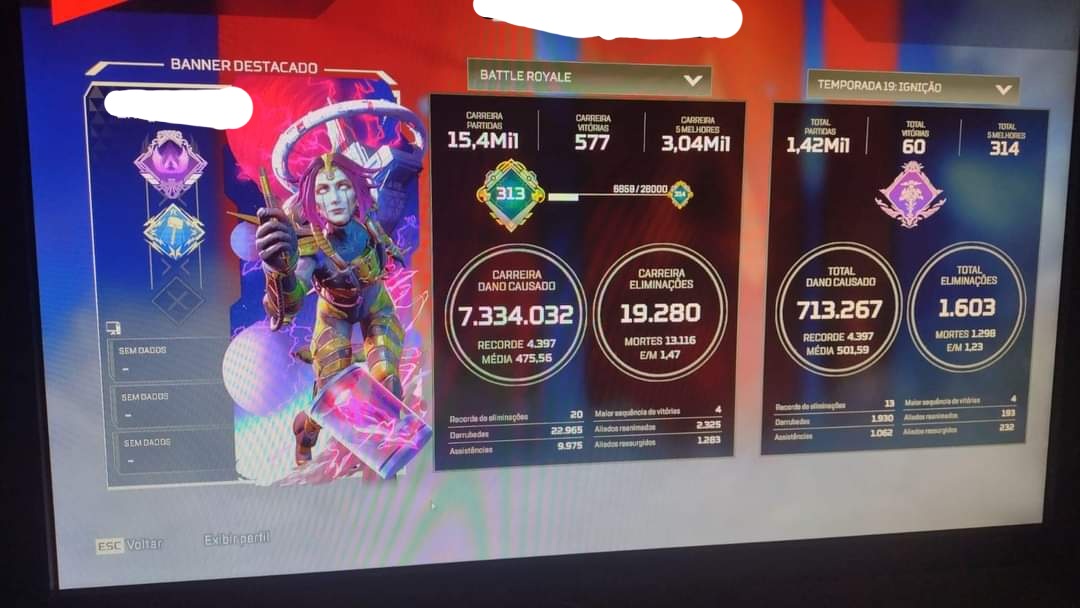 BANNER DESTACADO
SEM DADOS
--
SEM DADOS
--
SEM DADOS
--
BATTLE ROYALE
CARREIRA PARTIDAS
15,4Mil
CARREIRA VITÓRIAS
577
CARREIRA 5 MELHORES
3,04Mil
313
6859 / 28000
314
CARREIRA
DANO CAUSADO
7.334.032
RECORDE 4.397
MÉDIA 475,56
CARREIRA
ELIMINAÇÕES
19.280
MORTES 13.116
E/M 1,47
Recorde de eliminações 20
Derrubadas 22.965
Assistências 9.975
Maior sequência de vitórias 4
Aliados reanimados 2.325
Aliados ressurgidos 1.283
TEMPORADA 19: IGNIÇÃO
TOTAL PARTIDAS
1,42Mil
TOTAL VITÓRIAS
60
TOTAL 5 MELHORES
314
TOTAL
DANO CAUSADO
713.267
RECORDE 4.397
MÉDIA 501,59
TOTAL
ELIMINAÇÕES
1.603
MORTES 1.298
E/M 1,23
Recorde de eliminações 13
Derrubadas 1.930
Assistências 1.062
Maior sequência de vitórias 4
Aliados reanimados 193
Aliados ressurgidos 232
ESC Voltar
Exibir perfil